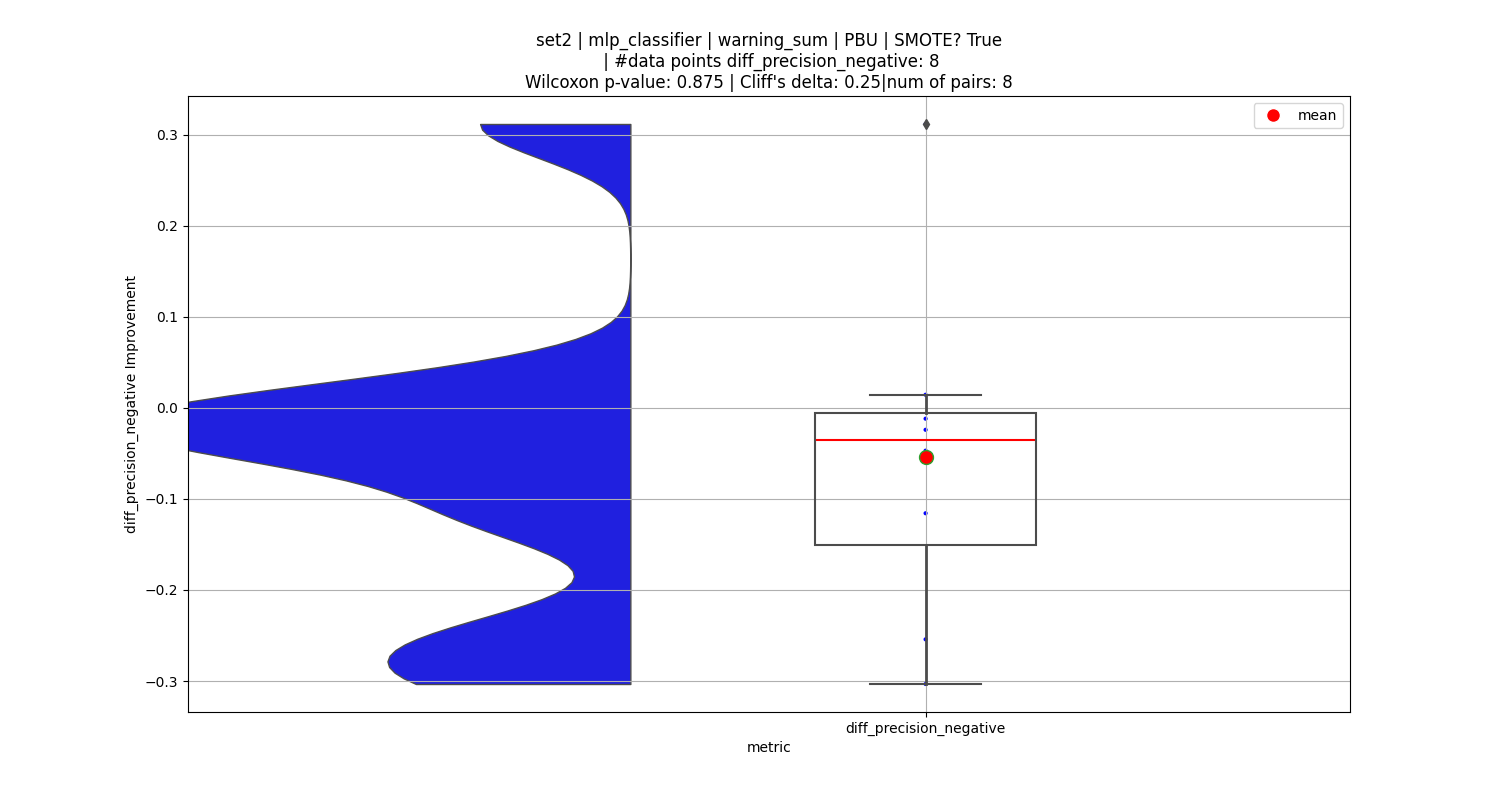 set2 | mlp_classifier | warning_sum | PBU | SMOTE? True
| #data points diff_precision_negative: 8
Wilcoxon p-value: 0.875 | Cliff's delta: 0.25|num of pairs: 8
mean
0.3
0.2
0.1
0.0
−0.1
−0.2
−0.3
diff_precision_negative Improvement
diff_precision_negative
metric